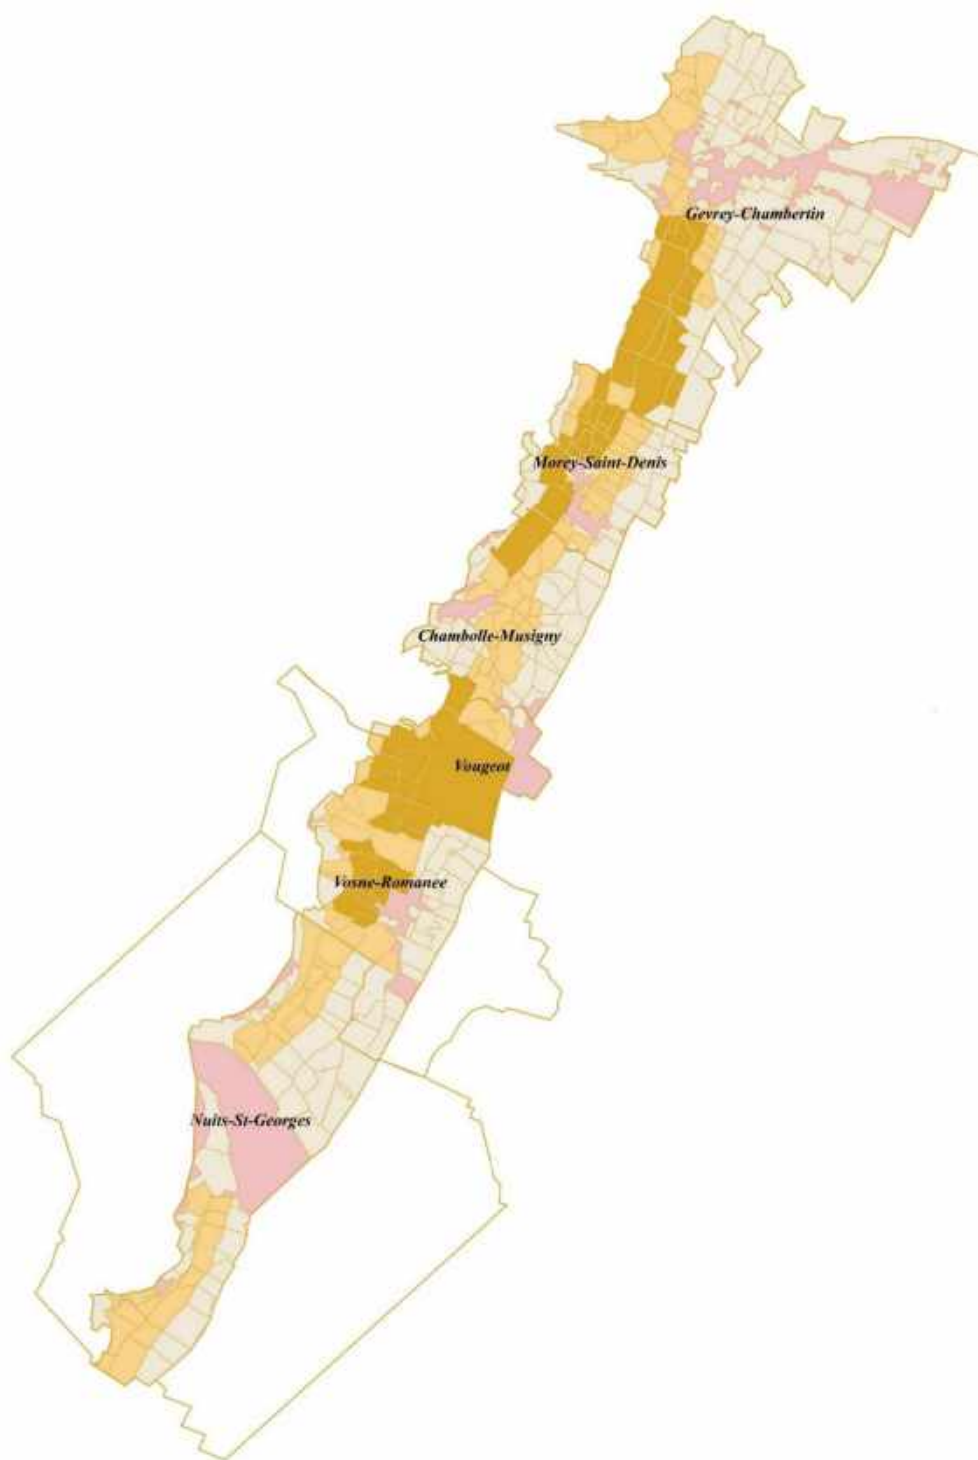 Gevrey-Chambertin
Morey-Saint-Denis
Chambolle-Musigny
Vougeot
Vosne-Romanee
Nuits-St-Georges